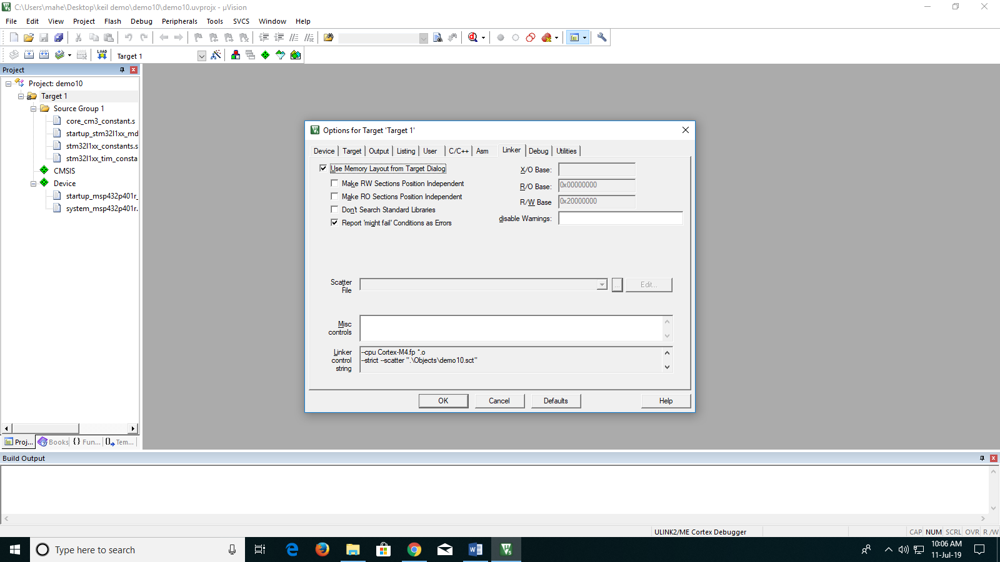 C:\Users\mahe\Desktop\keil demo\demo10\demo10.uvprojx - µVision
File Edit View Project Flash Debug Peripherals Tools SVCS Window Help
LOAD
Target 1
Project
Project: demo10
Target 1
Source Group 1
core_cm3_constant.s
startup_stm32l1xx_md
stm32l1xx_constants.s
stm32l1xx_tim_consta
CMSIS
Device
startup_msp432p401r_
system_msp432p401r.
Proj... Books Fun... Tem...
Options for Target 'Target 1'
Device Target Output Listing User C/C++ Asm Linker Debug Utilities
Use Memory Layout from Target Dialog
Make RW Sections Position Independent
Make RO Sections Position Independent
Don't Search Standard Libraries
Report 'might fail' Conditions as Errors
X/O Base:
R/O Base: 0x00000000
R/W Base 0x20000000
disable Warnings:
Scatter
File
... Edit...
Misc
controls
Linker
control
string
--cpu Cortex-M4.fp *.o
--strict --scatter ".\Objects\demo10.sct"
OK Cancel Defaults Help
Build Output
ULINK2/ME Cortex Debugger CAP NUM SCRL OVR R/W
Type here to search
10:06 AM
11-Jul-19